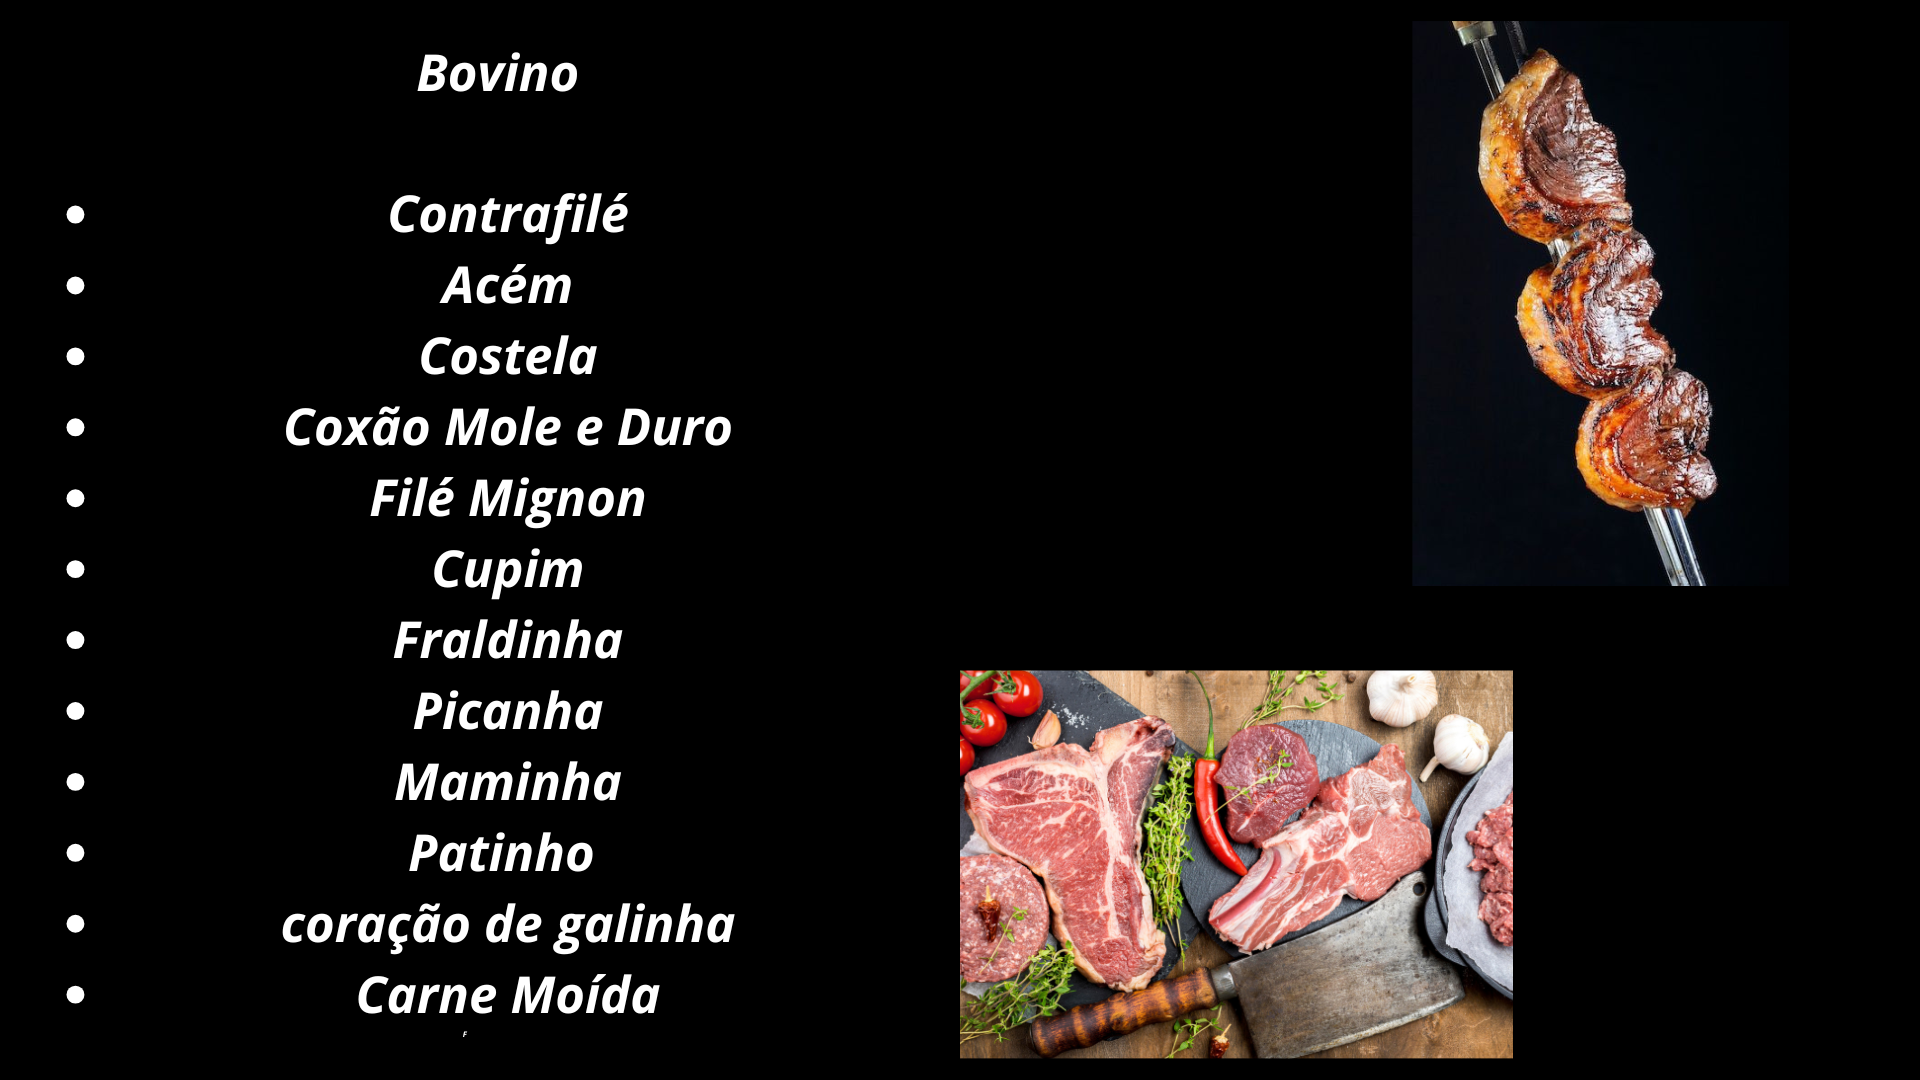 Bovino
Contrafilé
Acém
Costela
Coxão Mole e Duro
Filé Mignon
Cupim
Fraldinha
Picanha
Maminha
Patinho
coração de galinha
Carne Moída
F